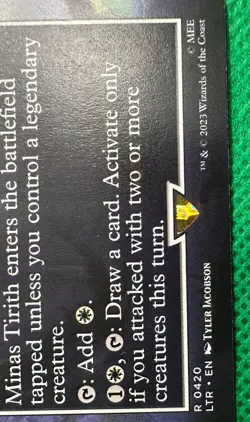 Minas Tirith enters the battlefield
tapped unless you control a legendary
creature.
: Add .
1, : Draw a card. Activate only
if you attacked with two or more
creatures this turn.
R 0420
LTR • EN TYLER JACOBSON
© MEE
™ & © 2023 Wizards of the Coast